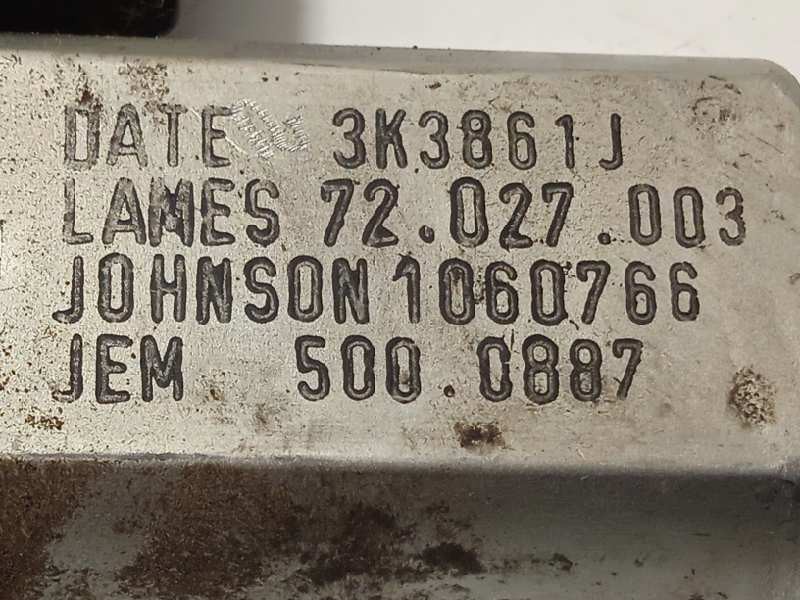 DATE 3K3861J
LAMES 72.027.003
JOHNSON 1060766
JEM 500.0887